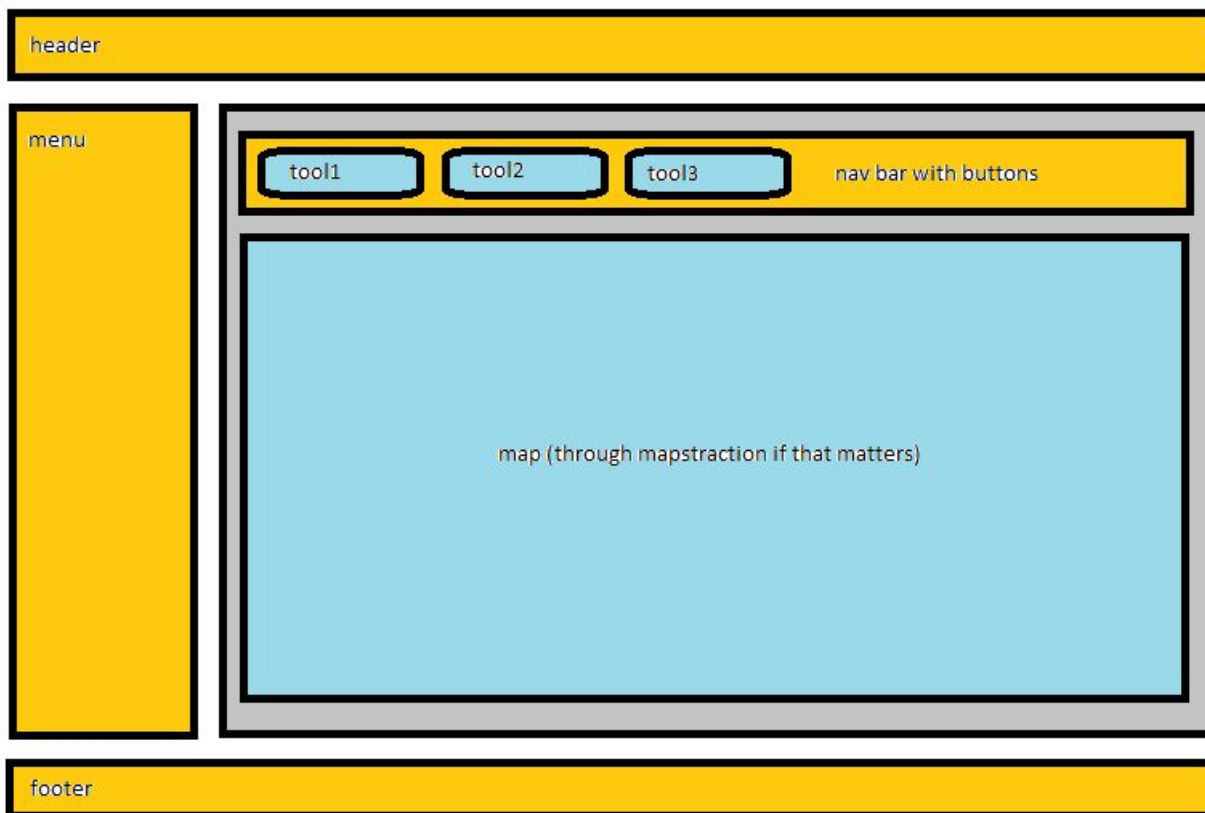 header
menu
tool1
tool2
tool3
nav bar with buttons
map (through mapstraction if that matters)
footer